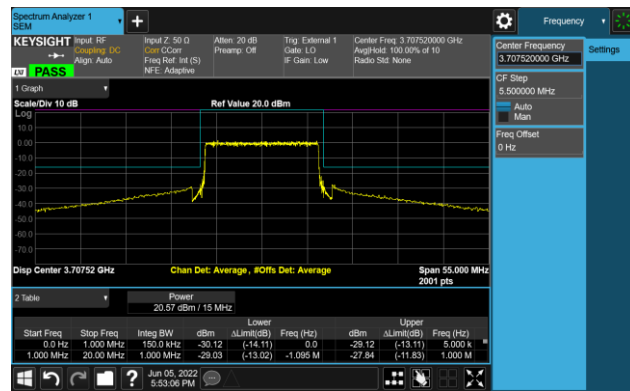 Spectrum Analyzer 1
SEM
Frequency
KEYSIGHT
Input: RF
Coupling: DC
Align: Auto
Input Z: 50 Ω
Corr CCorr
Freq Ref: Int (S)
NFE: Adaptive
Atten: 20 dB
Preamp: Off
Trig: External 1
Gate: LO
IF Gain: Low
Center Freq: 3.707520000 GHz
Avg|Hold: 100.00% of 10
Radio Std: None
LXI PASS
Center Frequency
3.707520000 GHz
Settings
CF Step
5.500000 MHz
Auto
Man
Freq Offset
0 Hz
1 Graph
Scale/Div 10 dB
Ref Value 20.0 dBm
Log
10.0
0.00
-10.0
-20.0
-30.0
-40.0
-50.0
-60.0
-70.0
Disp Center 3.70752 GHz
Chan Det: Average , #Offs Det: Average
Span 55.000 MHz
2001 pts
2 Table
Power
20.57 dBm / 15 MHz
Lower Upper
Start Freq Stop Freq Integ BW dBm ΔLimit(dB) Freq (Hz) dBm ΔLimit(dB) Freq (Hz)
0.0 Hz 1.000 MHz 150.0 kHz -30.12 (-14.11) 0.0 -29.12 (-13.11) 5.000 k
1.000 MHz 20.00 MHz 1.000 MHz -29.03 (-13.02) -1.095 M -27.84 (-11.83) 1.000 M
Jun 05, 2022
5:53:06 PM